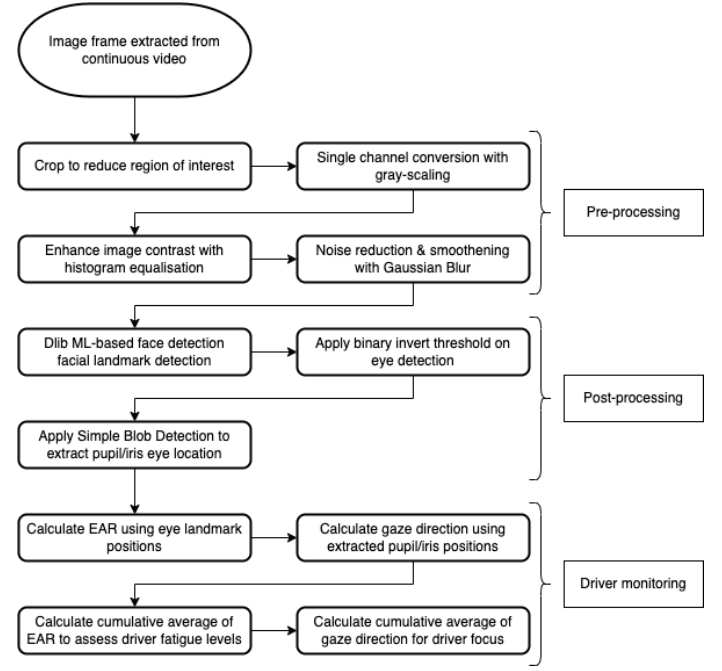 Image frame extracted from
continuous video
Crop to reduce region of interest
Single channel conversion with
gray-scaling
Pre-processing
Enhance image contrast with
histogram equalisation
Noise reduction & smoothening
with Gaussian Blur
Dlib ML-based face detection
facial landmark detection
Apply binary invert threshold on
eye detection
Post-processing
Apply Simple Blob Detection to
extract pupil/iris eye location
Calculate EAR using eye landmark
positions
Calculate gaze direction using
extracted pupil/iris positions
Driver monitoring
Calculate cumulative average of
EAR to assess driver fatigue levels
Calculate cumulative average of
gaze direction for driver focus